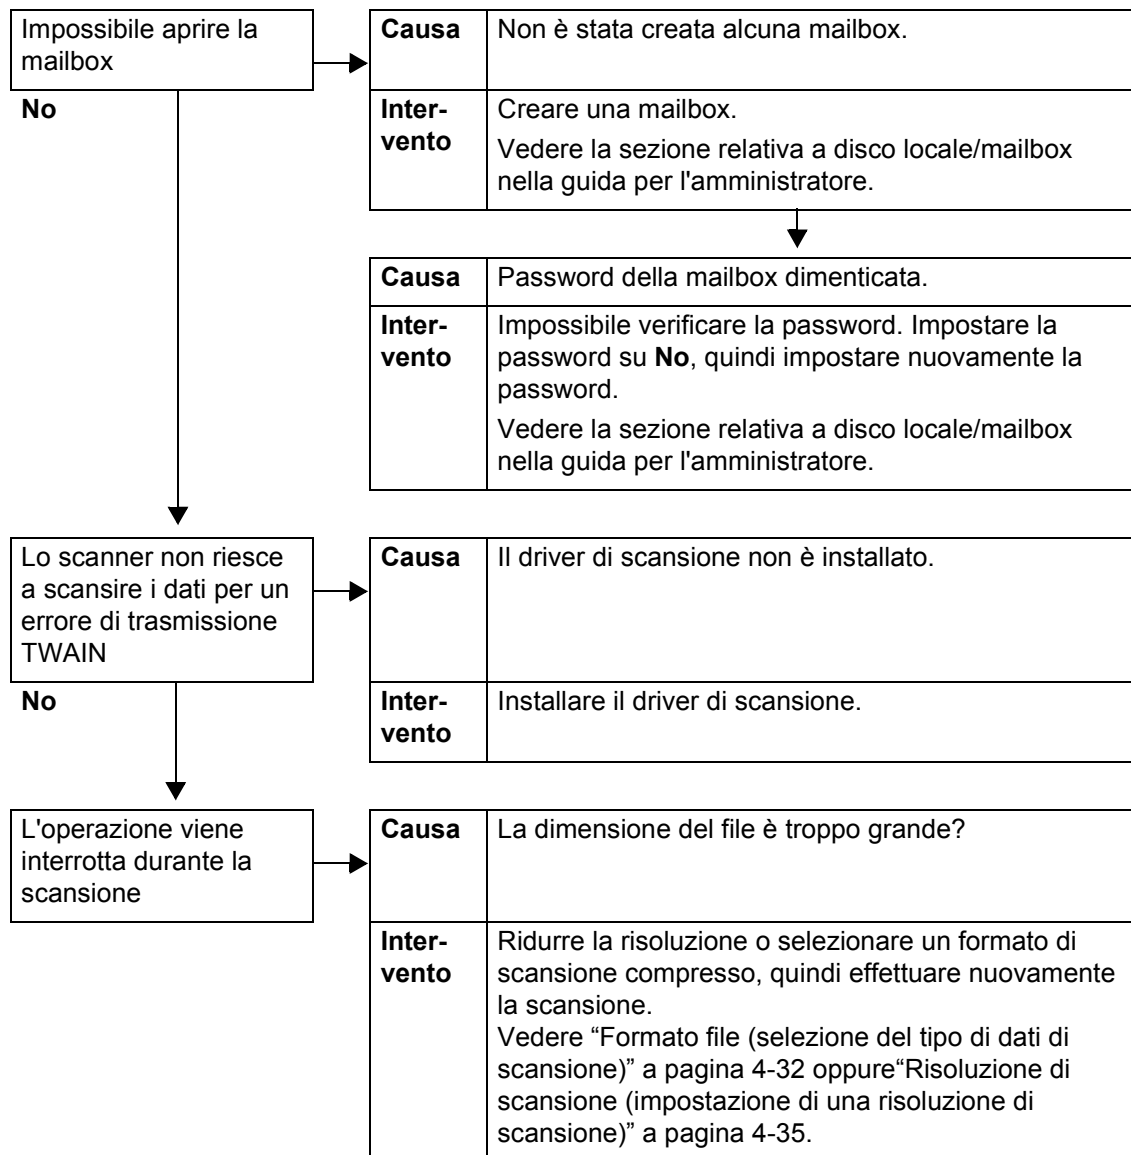 Impossibile aprire la
mailbox
Causa
Non è stata creata alcuna mailbox.
No
Inter-
vento
Creare una mailbox.
Vedere la sezione relativa a disco locale/mailbox
nella guida per l'amministratore.
Causa
Password della mailbox dimenticata.
Inter-
vento
Impossibile verificare la password. Impostare la
password su No, quindi impostare nuovamente la
password.
Vedere la sezione relativa a disco locale/mailbox
nella guida per l'amministratore.
Lo scanner non riesce
a scansire i dati per un
errore di trasmissione
TWAIN
Causa
Il driver di scansione non è installato.
No
Inter-
vento
Installare il driver di scansione.
L'operazione viene
interrotta durante la
scansione
Causa
La dimensione del file è troppo grande?
Inter-
vento
Ridurre la risoluzione o selezionare un formato di
scansione compresso, quindi effettuare nuovamente
la scansione.
Vedere “Formato file (selezione del tipo di dati di
scansione)” a pagina 4-32 oppure“Risoluzione di
scansione (impostazione di una risoluzione di
scansione)” a pagina 4-35.